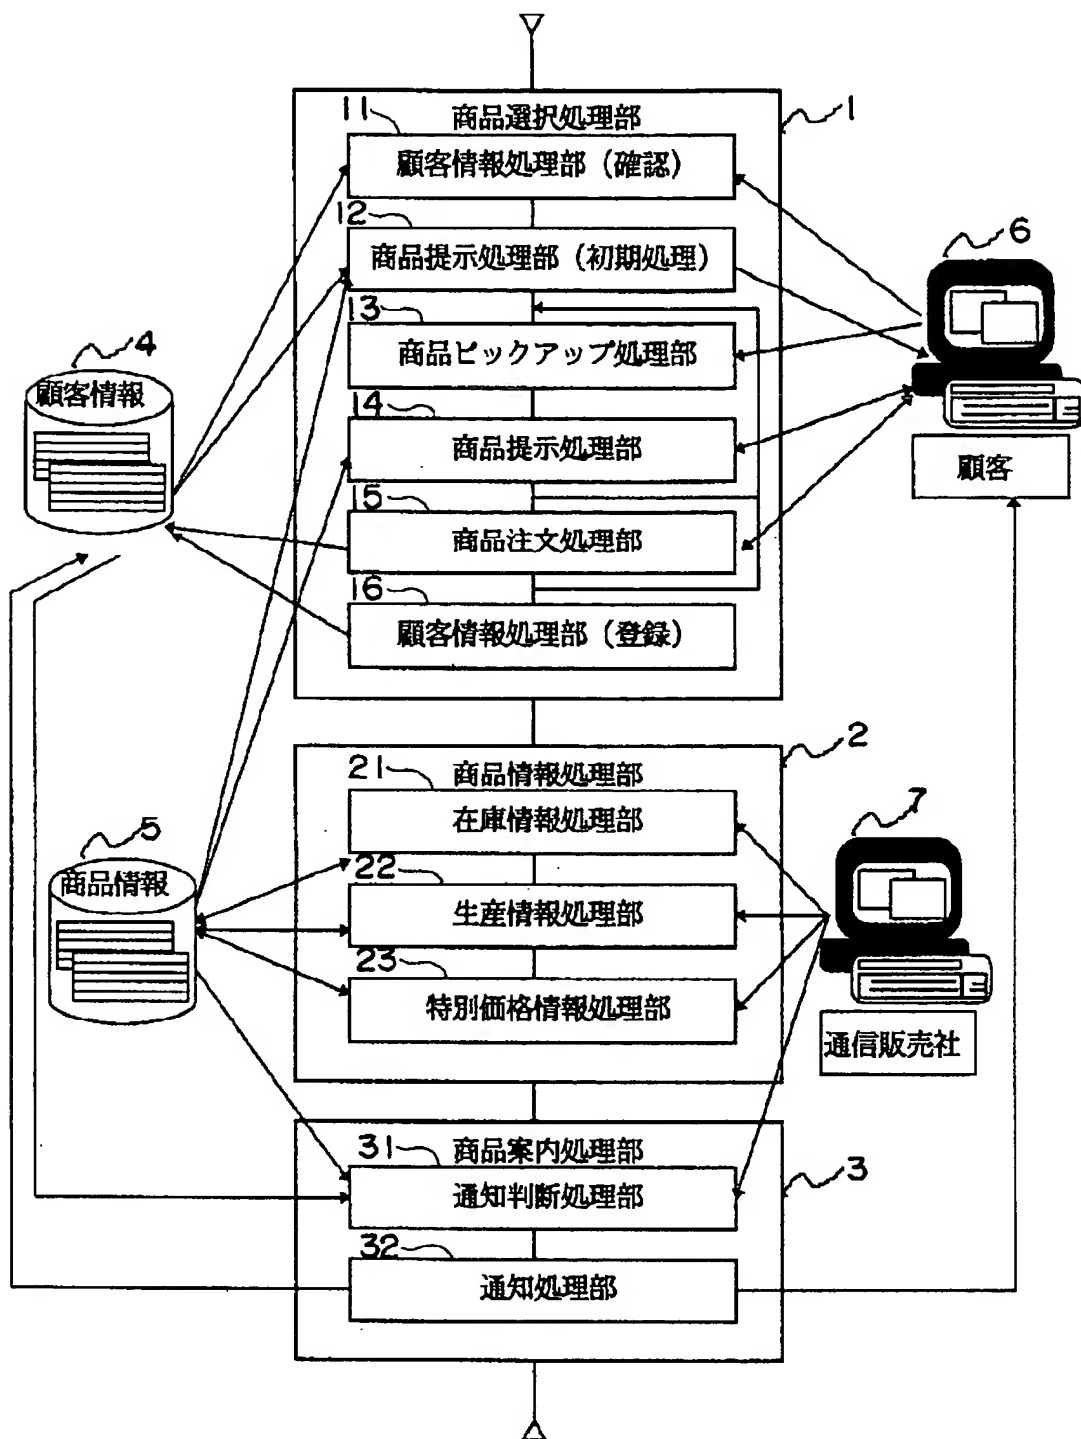 商品選択処理部
1
11
顧客情報処理部（確認）
12
商品提示処理部（初期処理）
6
13
商品ピックアップ処理部
4
顧客情報
14
商品提示処理部
顧客
15
商品注文処理部
16
顧客情報処理部（登録）
2
商品情報処理部
21
在庫情報処理部
7
5
商品情報
22
生産情報処理部
23
特別価格情報処理部
通信販売社
商品案内処理部
3
31
通知判断処理部
32
通知処理部